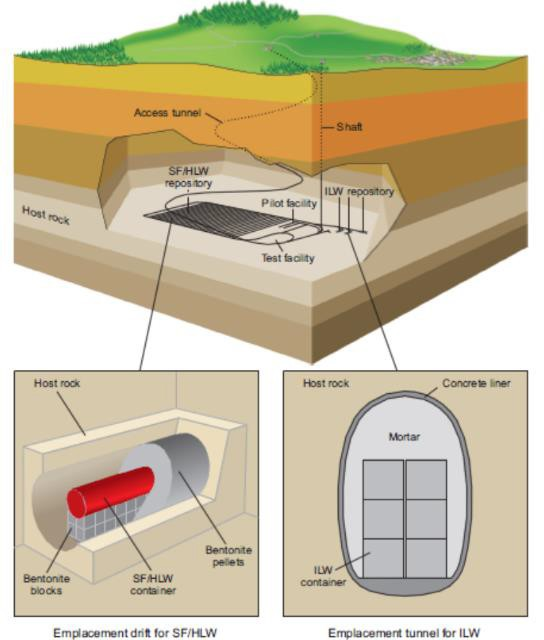 Access tunnel
Shaft
SF/HLW
repository
ILW repository
Pilot facility
Host rock
Test facility
Host rock
Bentonite
blocks
SF/HLW
container
Bentonite
pellets
Emplacement drift for SF/HLW
Host rock
Concrete liner
Mortar
ILW
container
Emplacement tunnel for ILW